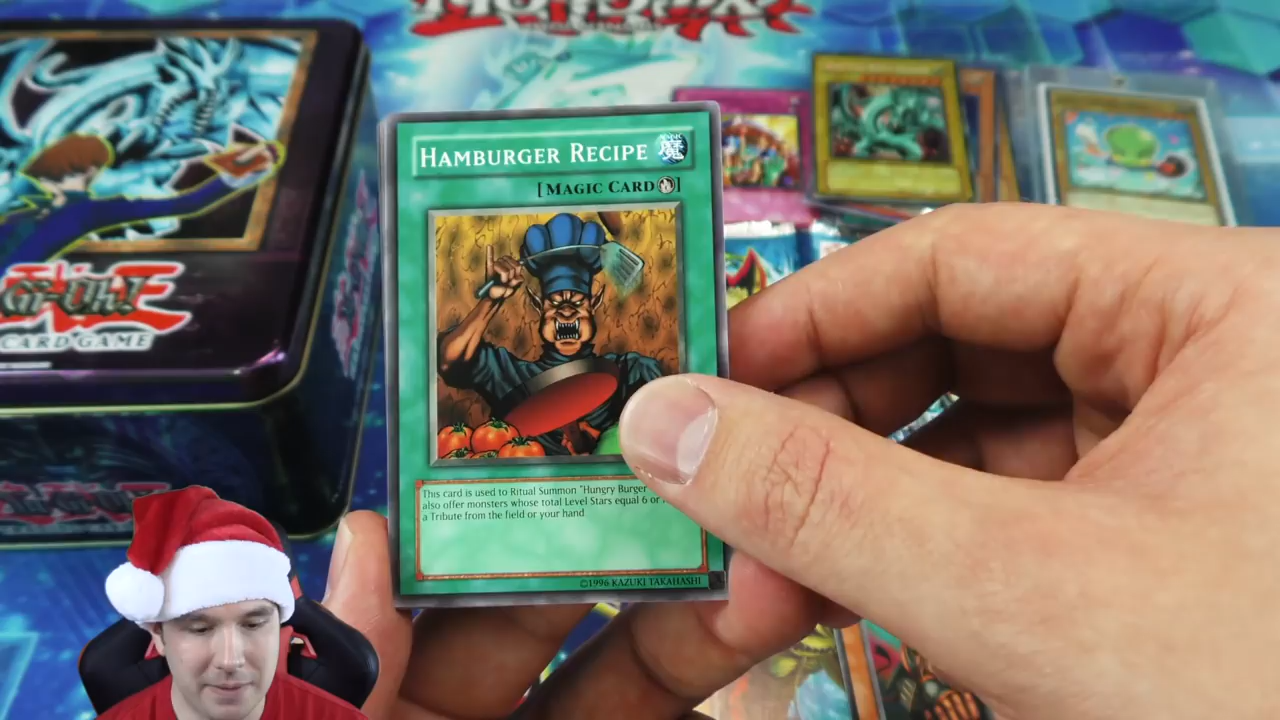 HAMBURGER RECIPE
[MAGIC CARD]
This card is used to Ritual Summon "Hungry Burger
also offer monsters whose total Level Stars equal 6 or
a Tribute from the field or your hand
©1996 KAZUKI TAKAHASHI
Gi-Oh!
CARD GAME